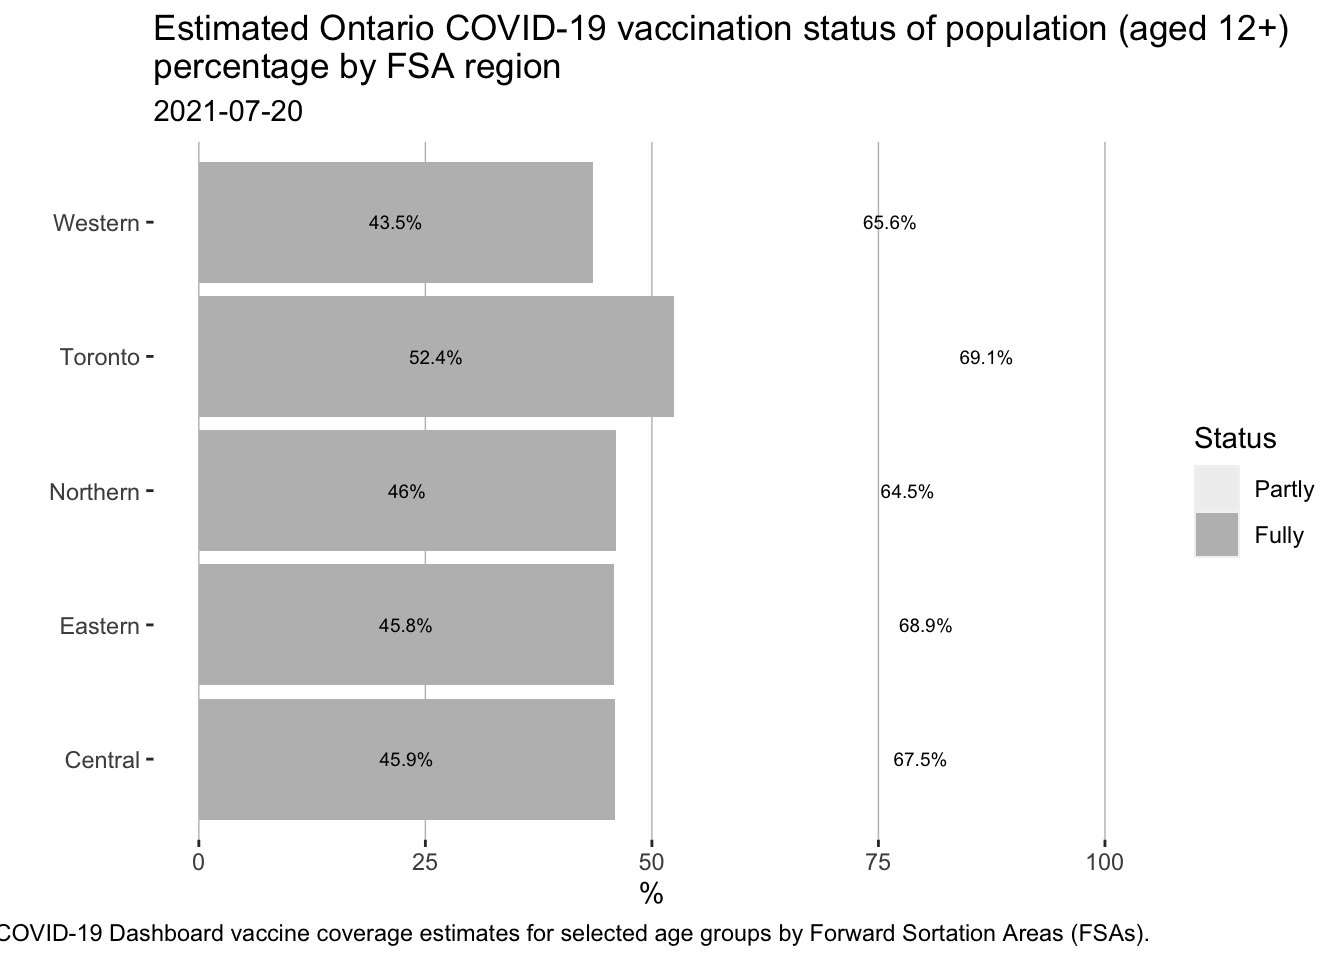 Estimated Ontario COVID-19 vaccination status of population (aged 12+)
percentage by FSA region
2021-07-20
Western
43.5%
65.6%
Toronto
52.4%
69.1%
Northern
46%
64.5%
Eastern
45.8%
68.9%
Central
45.9%
67.5%
Status
Partly
Fully
0 25 50 75 100
%
COVID-19 Dashboard vaccine coverage estimates for selected age groups by Forward Sortation Areas (FSAs).